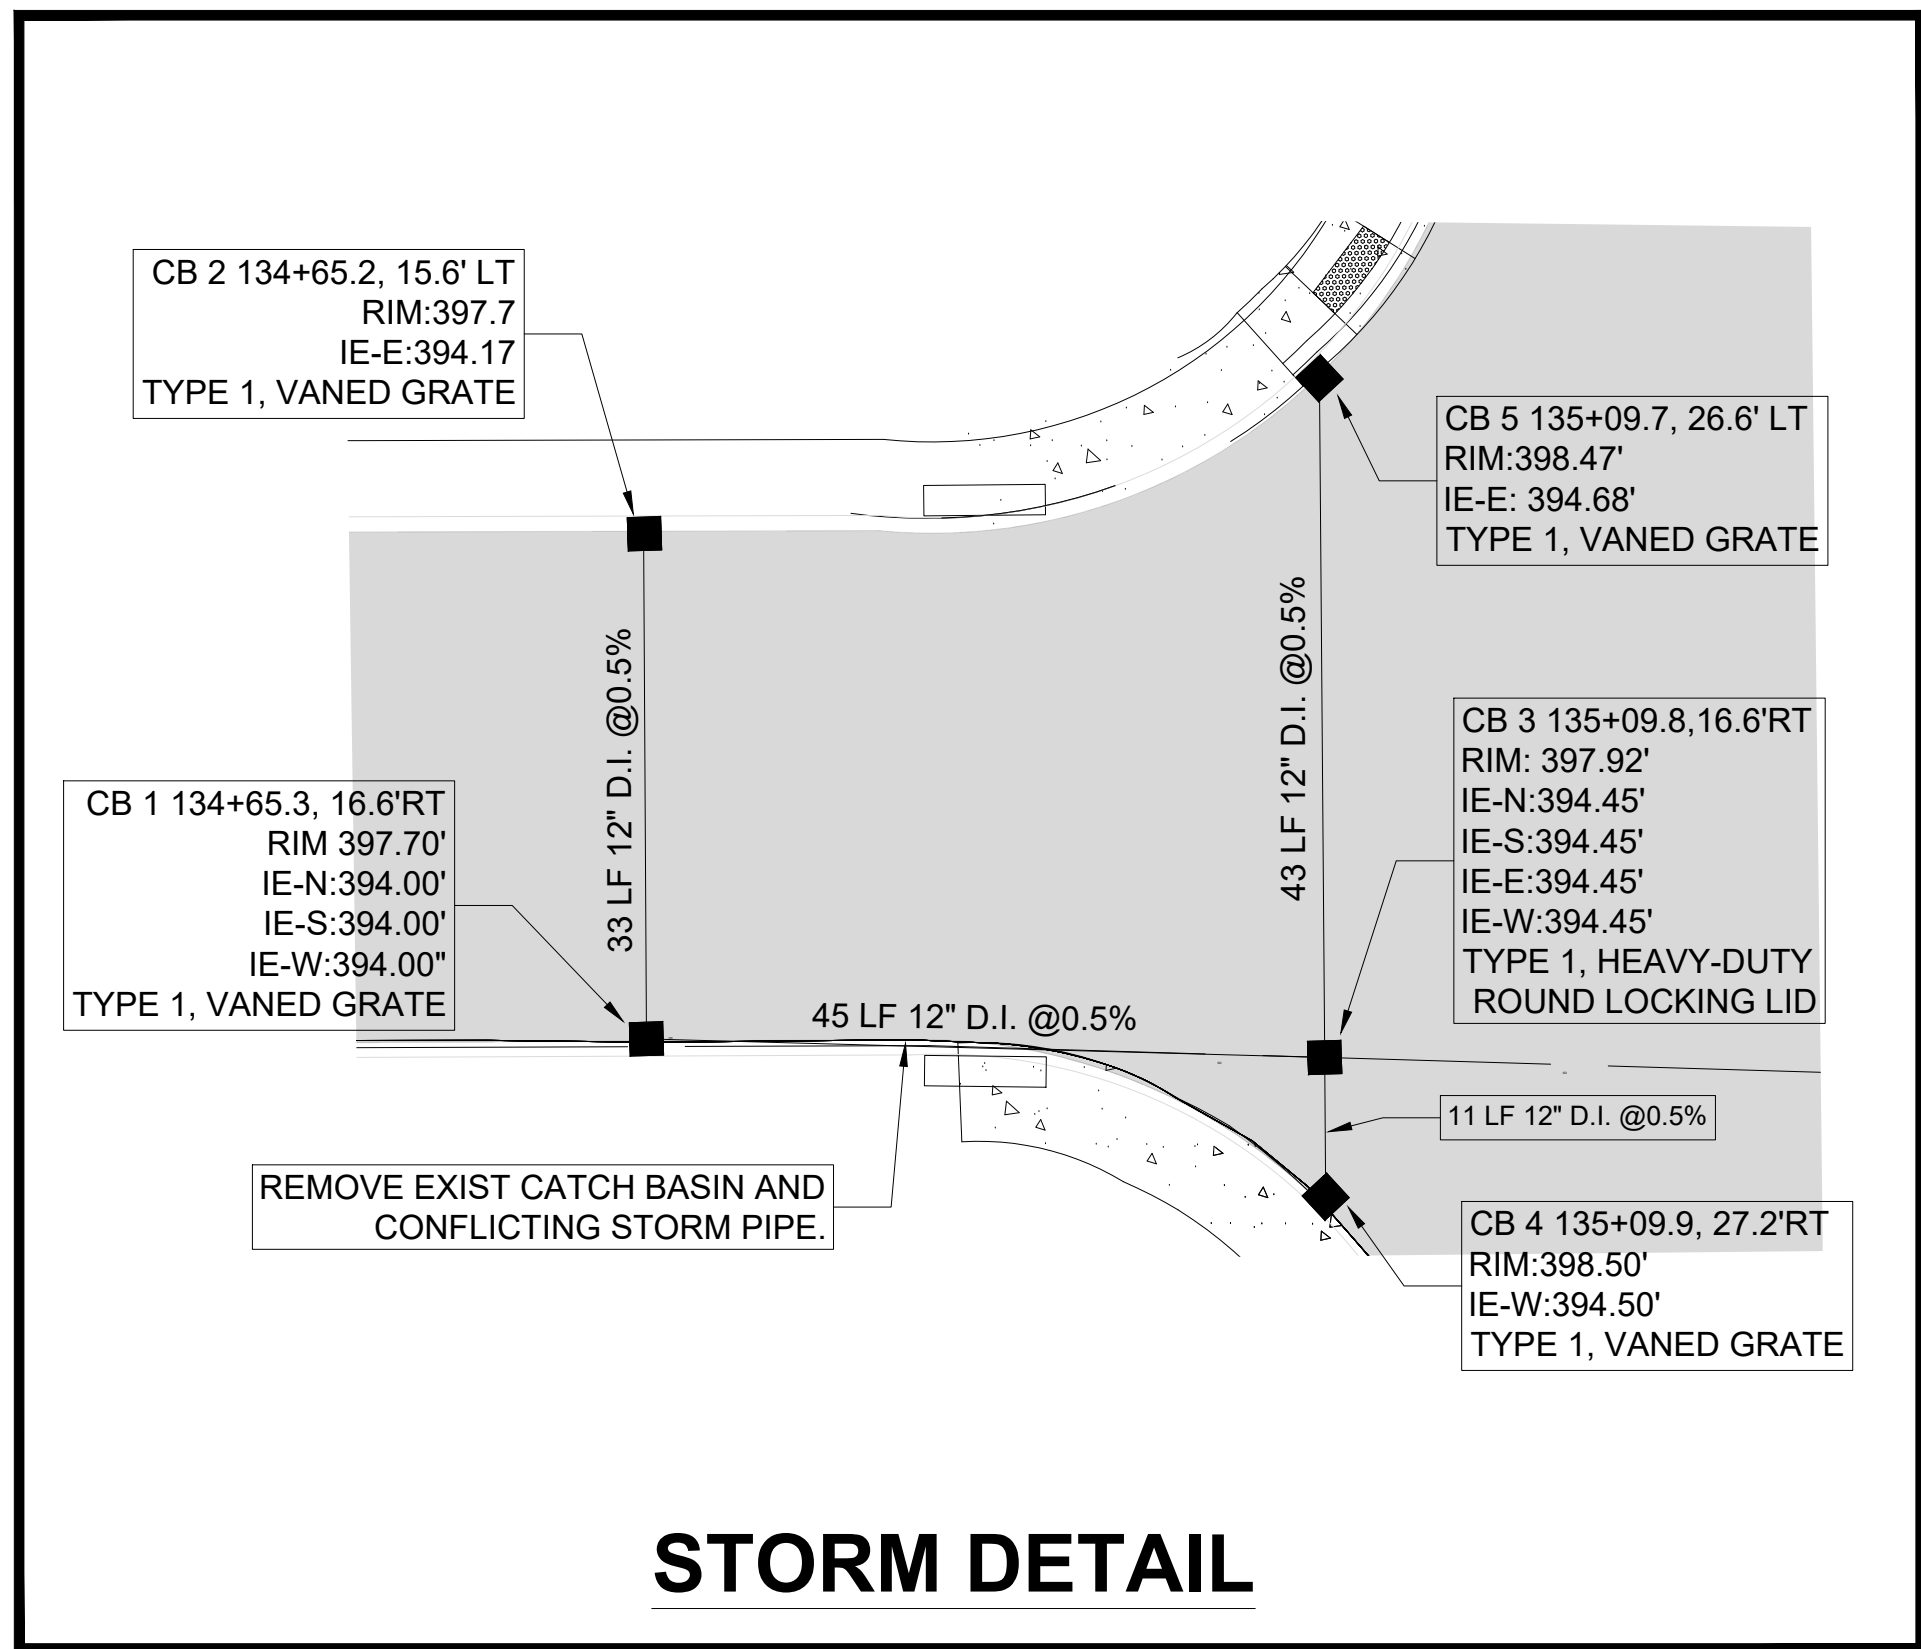 CB 2 134+65.2, 15.6' LT
RIM:397.7
IE-E:394.17
TYPE 1, VANED GRATE
CB 5 135+09.7, 26.6' LT
RIM:398.47'
IE-E: 394.68'
TYPE 1, VANED GRATE
33 LF 12" D.I. @0.5%
43 LF 12" D.I. @0.5%
CB 3 135+09.8,16.6'RT
RIM: 397.92'
IE-N:394.45'
IE-S:394.45'
IE-E:394.45'
IE-W:394.45'
TYPE 1, HEAVY-DUTY
ROUND LOCKING LID
CB 1 134+65.3, 16.6'RT
RIM 397.70'
IE-N:394.00'
IE-S:394.00'
IE-W:394.00"
TYPE 1, VANED GRATE
45 LF 12" D.I. @0.5%
11 LF 12" D.I. @0.5%
REMOVE EXIST CATCH BASIN AND
CONFLICTING STORM PIPE.
CB 4 135+09.9, 27.2'RT
RIM:398.50'
IE-W:394.50'
TYPE 1, VANED GRATE
STORM DETAIL